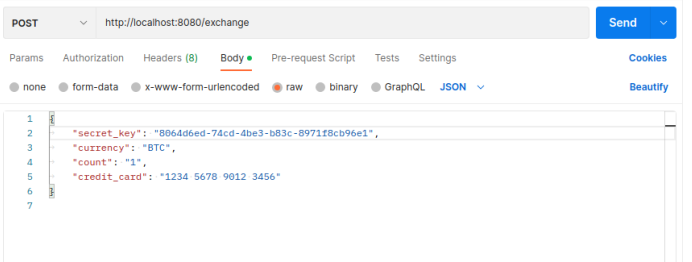 POST http://localhost:8080/exchange Send
Params Authorization Headers (8) Body Pre-request Script Tests Settings Cookies
none form-data x-www-form-urlencoded raw binary GraphQL JSON Beautify
1 {
2 "secret_key": "8064d6ed-74cd-4be3-b83c-8971f8cb96e1",
3 "currency": "BTC",
4 "count": "1",
5 "credit_card": "1234 5678 9012 3456"
6 }
7